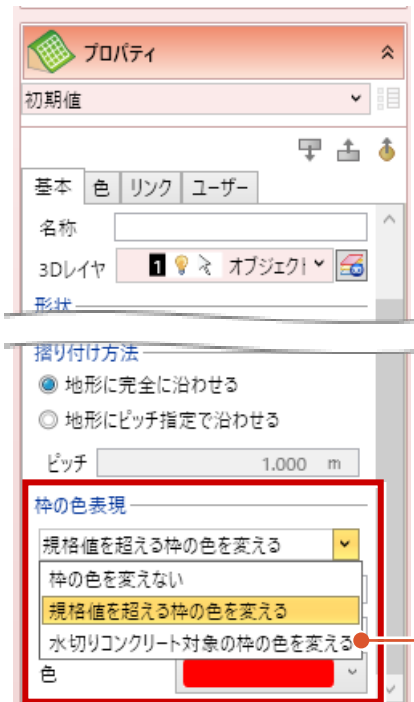 プロパティ
初期値
基本 色 リンク ユーザー
名称
3Dレイヤ 1 オブジェクト
形状
摺り付け方法
地形に完全に沿わせる
地形にピッチ指定で沿わせる
ピッチ 1.000 m
枠の色表現
規格値を超える枠の色を変える
枠の色を変えない
規格値を超える枠の色を変える
水切りコンクリート対象の枠の色を変える
色